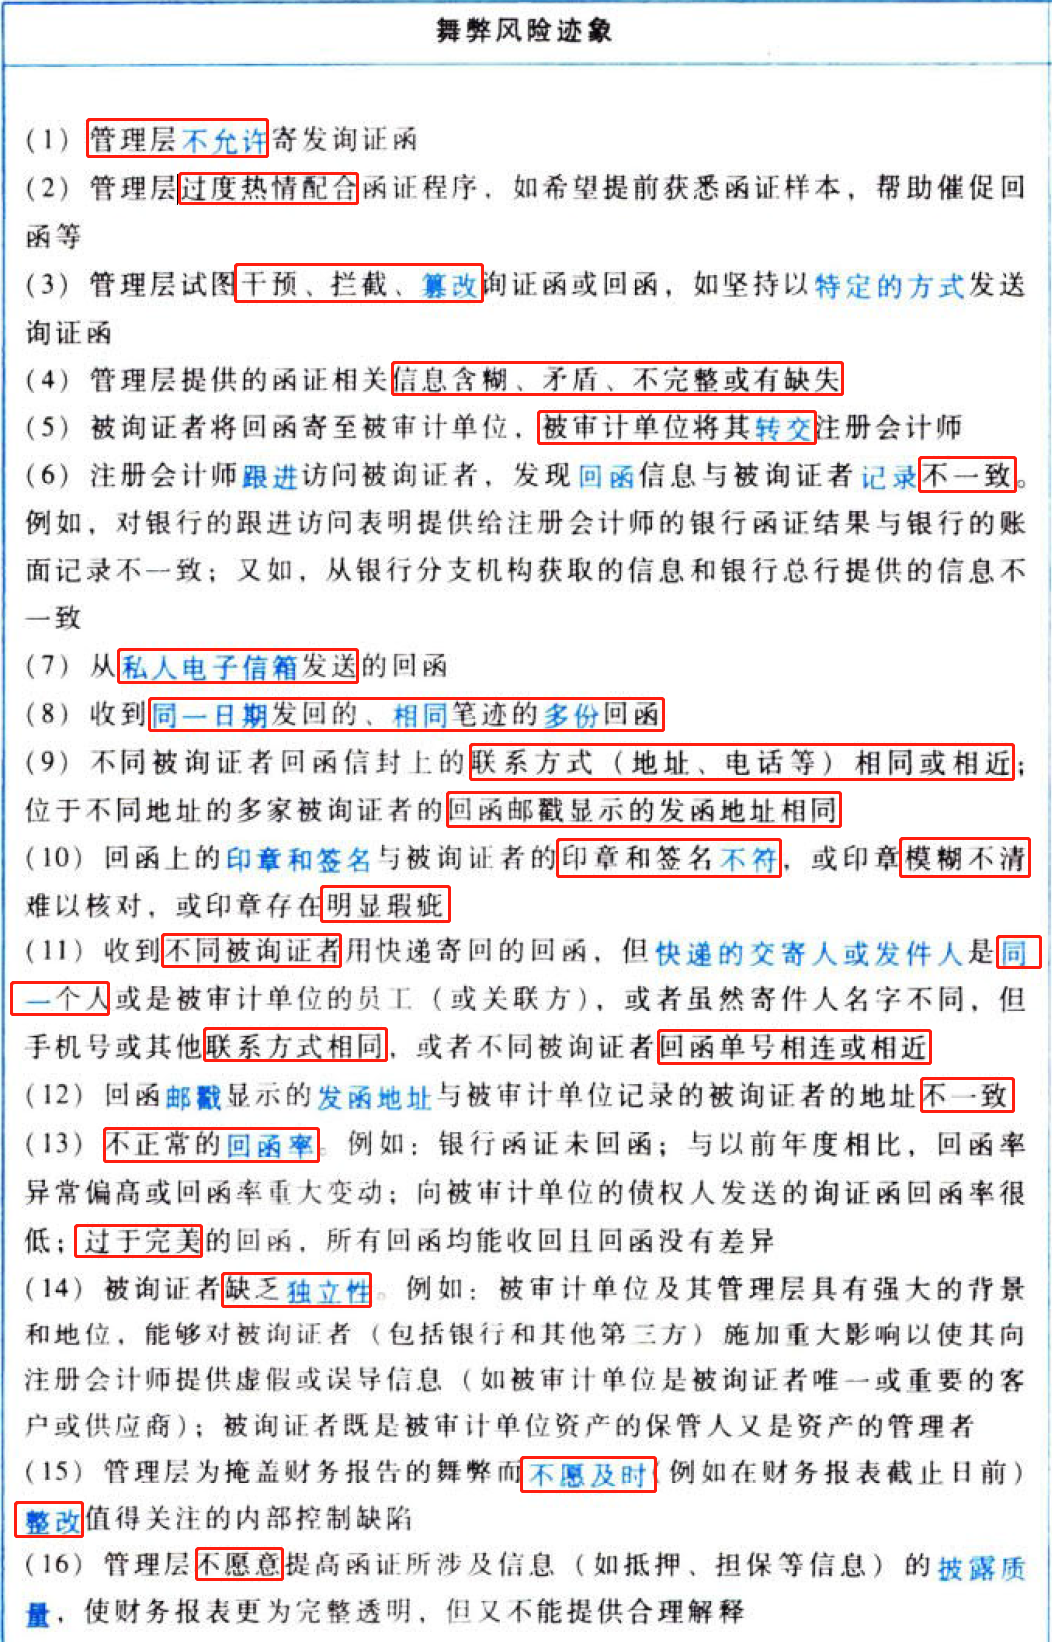 舞弊风险迹象
(1) 管理层不允许寄发询证函
(2) 管理层过度热情配合函证程序，如希望提前获悉函证样本，帮助催促回
函等
(3) 管理层试图干预、拦截、篡改询证函或回函，如坚持以特定的方式发送
询证函
(4) 管理层提供的函证相关信息含糊、矛盾、不完整或有缺失
(5) 被询证者将回函寄至被审计单位，被审计单位将其转交注册会计师
(6) 注册会计师跟进访问被询证者，发现回函信息与被询证者记录不一致。
例如，对银行的跟进访问表明提供给注册会计师的银行函证结果与银行的账
面记录不一致；又如，从银行分支机构获取的信息和银行总行提供的信息不
一致
(7) 从私人电子信箱发送的回函
(8) 收到同一日期发回的、相同笔迹的多份回函
(9) 不同被询证者回函信封上的联系方式（地址、电话等）相同或相近；
位于不同地址的多家被询证者的回函邮戳显示的发函地址相同
(10) 回函上的印章和签名与被询证者的印章和签名不符，或印章模糊不清
难以核对，或印章存在明显瑕疵
(11) 收到不同被询证者用快递寄回的回函，但快递的交寄人或发件人是同
一个人或是被审计单位的员工（或关联方），或者虽然寄件人名字不同，但
手机号或其他联系方式相同，或者不同被询证者回函单号相连或相近
(12) 回函邮戳显示的发函地址与被审计单位记录的被询证者的地址不一致
(13) 不正常的回函率。例如：银行函证未回函；与以前年度相比，回函率
异常偏高或回函率重大变动；向被审计单位的债权人发送的询证函回函率很
低；过于完美的回函，所有回函均能收回且回函没有差异
(14) 被询证者缺乏独立性。例如：被审计单位及其管理层具有强大的背景
和地位，能够对被询证者（包括银行和其他第三方）施加重大影响以使其向
注册会计师提供虚假或误导信息（如被审计单位是被询证者唯一或重要的客
户或供应商）；被询证者既是被审计单位资产的保管人又是资产的管理者
(15) 管理层为掩盖财务报告的舞弊而不愿及时（例如在财务报表截止日前）
整改值得关注的内部控制缺陷
(16) 管理层不愿意提高函证所涉及信息（如抵押、担保等信息）的披露质
量，使财务报表更为完整透明，但又不能提供合理解释